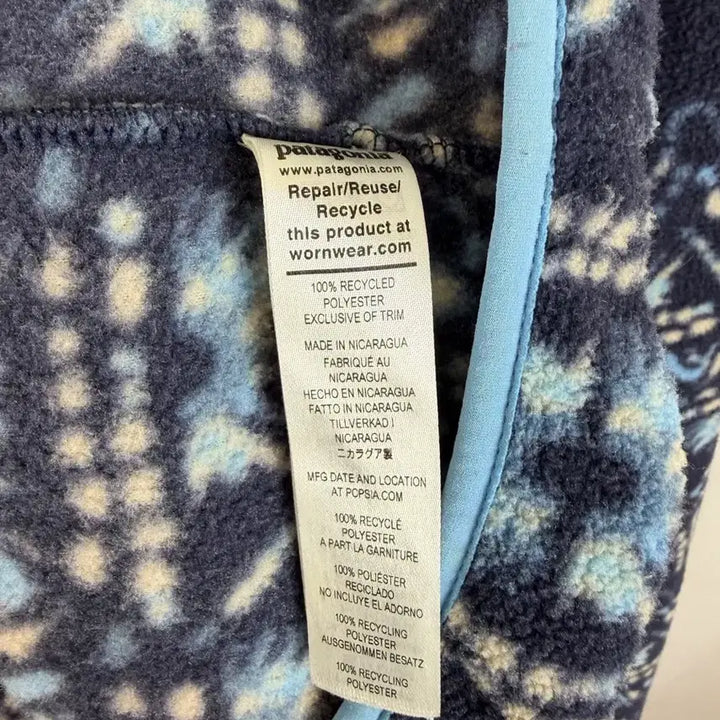 patagonia
www.patagonia.com
Repair/Reuse/
Recycle
this product at
wornwear.com
100% RECYCLED
POLYESTER
EXCLUSIVE OF TRIM
MADE IN NICARAGUA
FABRIQUÉ AU
NICARAGUA
HECHO EN NICARAGUA
FATTO IN NICARAGUA
TILLVERKAD I
NICARAGUA
ニカラグア製
MFG DATE AND LOCATION
AT POPSIA.COM
100% RECYCLÉ
POLYESTER
A PART LA GARNITURE
100% POLIÉSTER
RECICLADO
NO INCLUYE EL ADORNO
100% RECYCLING
POLYESTER
AUSGENOMMEN BESATZ
100% RECYCLING
POLYESTER